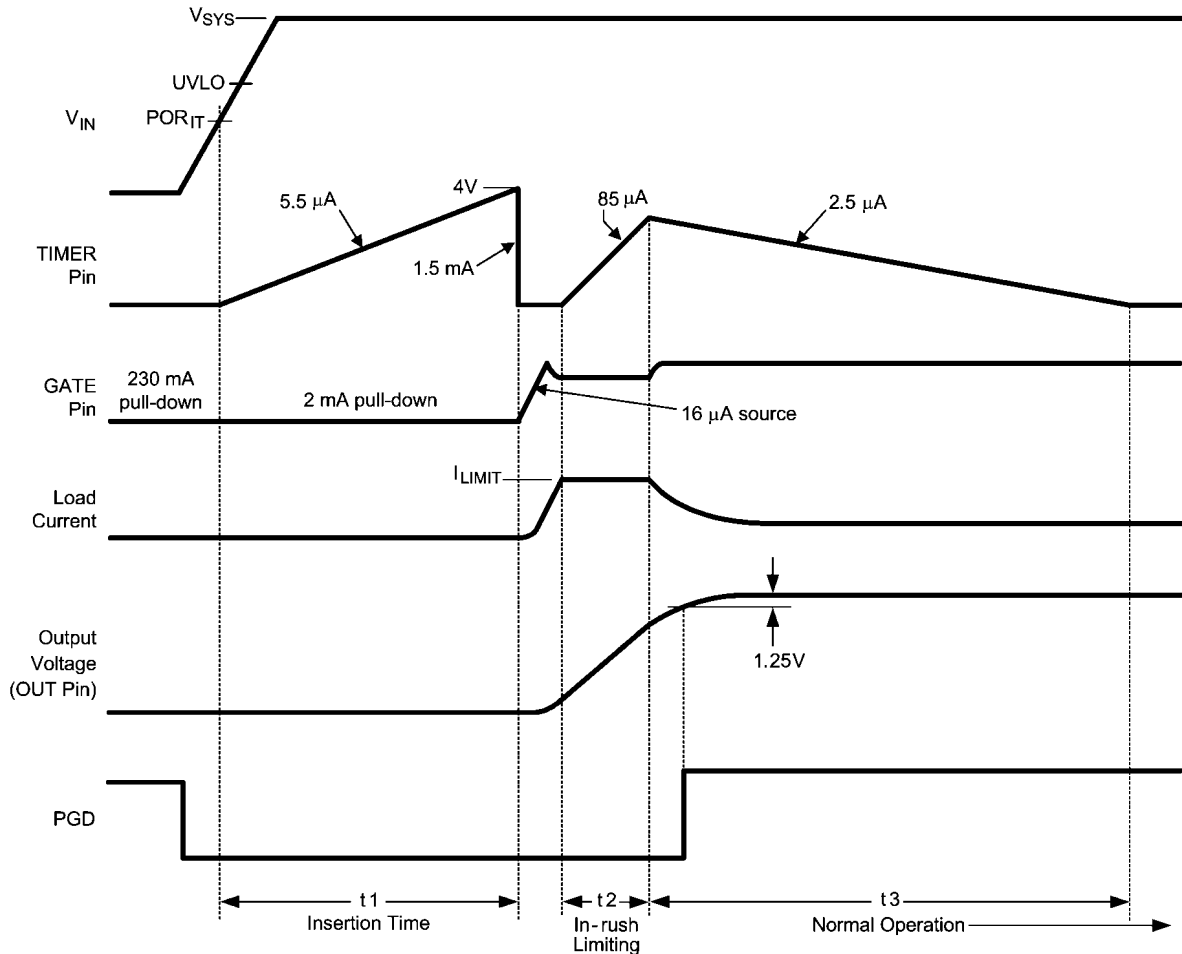 VSYS
UVLO
VIN
PORIT
4V
5.5 μA
85 μA
2.5 μA
TIMER
Pin
1.5 mA
GATE
Pin
230 mA
pull-down
2 mA pull-down
16 μA source
ILIMIT
Load
Current
Output
Voltage
(OUT Pin)
1.25V
PGD
t1
Insertion Time
t2
In-rush
Limiting
t3
Normal Operation